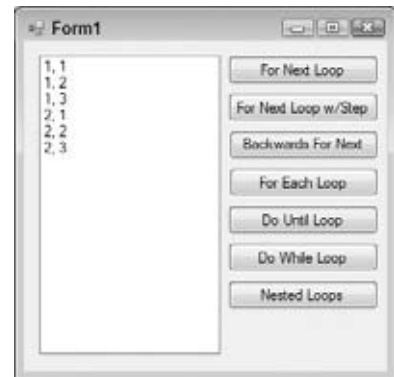 Form1
1, 1
1, 2
1, 3
2, 1
2, 2
2, 3
For Next Loop
For Next Loop w/Step
Backwards For Next
For Each Loop
Do Until Loop
Do While Loop
Nested Loops